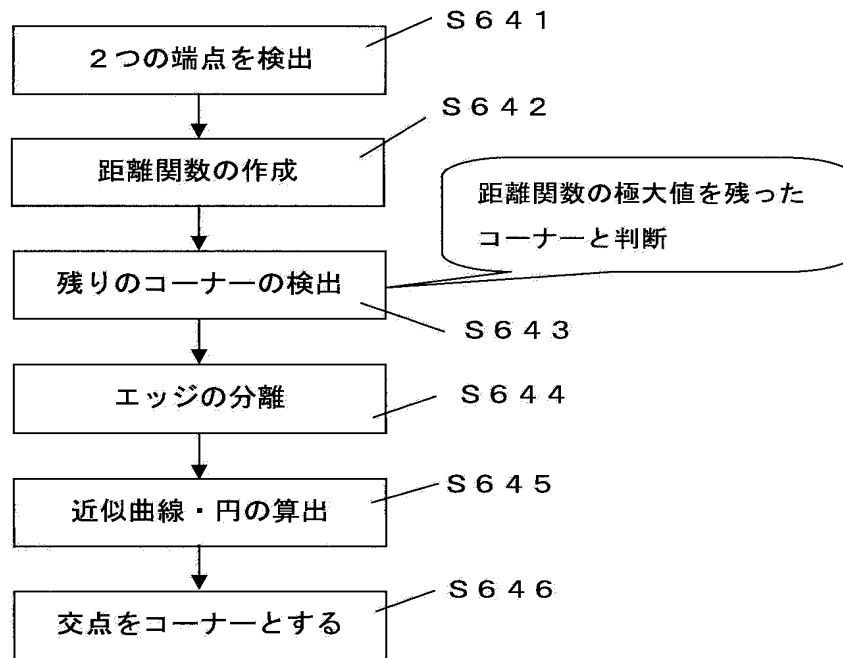 S641
2つの端点を検出
S642
距離関数の作成
距離関数の極大値を残った
コーナーと判断
残りのコーナーの検出
S643
エッジの分離
S644
近似曲線・円の算出
S645
交点をコーナーとする
S646